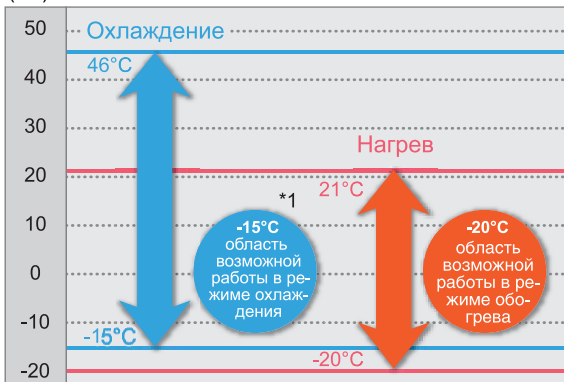 50
Охлаждение
46°C
40
30
Нагрев
20
21°C
*1
10
-15°C
область
возможной
работы в ре-
жиме охлаж-
дения
-20°C
область
возможной
работы в ре-
жиме обо-
грева
0
-10
-15°C
-20°C
-20